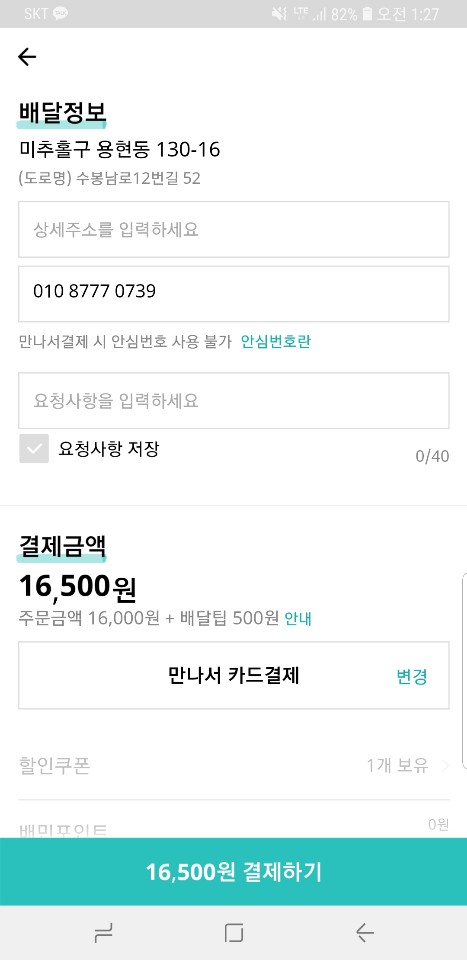 SKT
LTE 82% 오전 1:27
배달정보
미추홀구 용현동 130-16
(도로명) 수봉남로12번길 52
상세주소를 입력하세요
010 8777 0739
만나서결제 시 안심번호 사용 불가 안심번호란
요청사항을 입력하세요
요청사항 저장
0/40
결제금액
16,500원
주문금액 16,000원 + 배달팁 500원 안내
만나서 카드결제 변경
할인쿠폰 1개 보유
배민포인트 0원
16,500원 결제하기